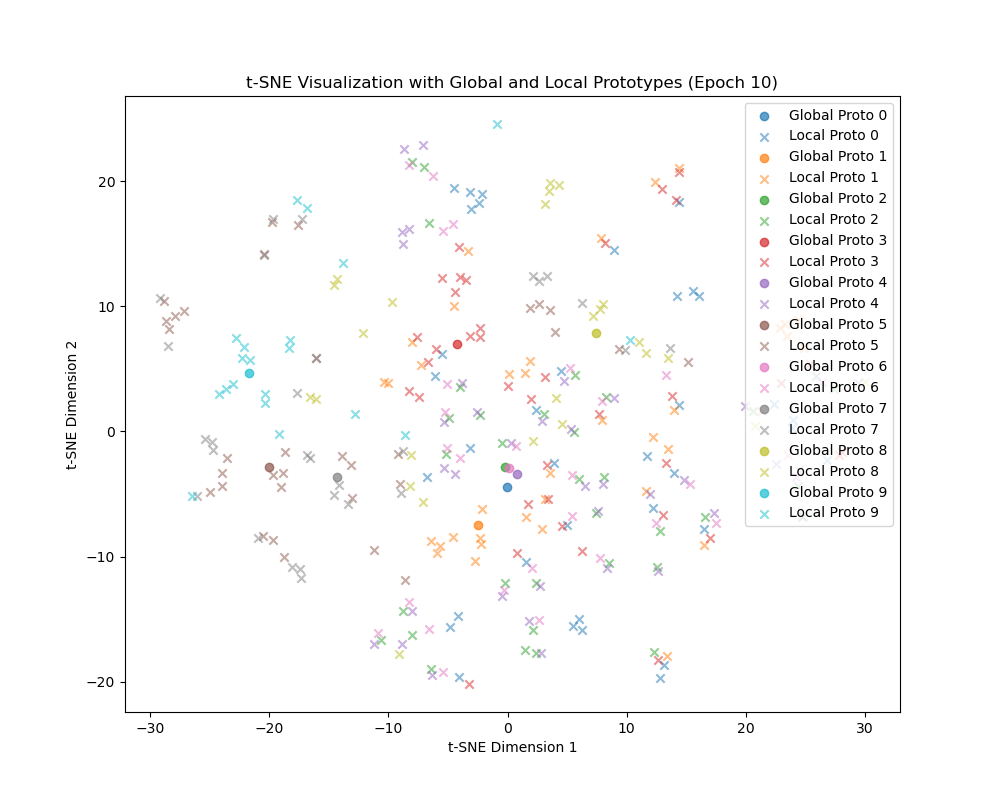 t-SNE Visualization with Global and Local Prototypes (Epoch 10)
Global Proto 0
Local Proto 0
Global Proto 1
Local Proto 1
Global Proto 2
Local Proto 2
Global Proto 3
Local Proto 3
Global Proto 4
Local Proto 4
Global Proto 5
Local Proto 5
Global Proto 6
Local Proto 6
Global Proto 7
Local Proto 7
Global Proto 8
Local Proto 8
Global Proto 9
Local Proto 9
t-SNE Dimension 2
20
10
0
−10
−20
−30 −20 −10 0 10 20 30
t-SNE Dimension 1